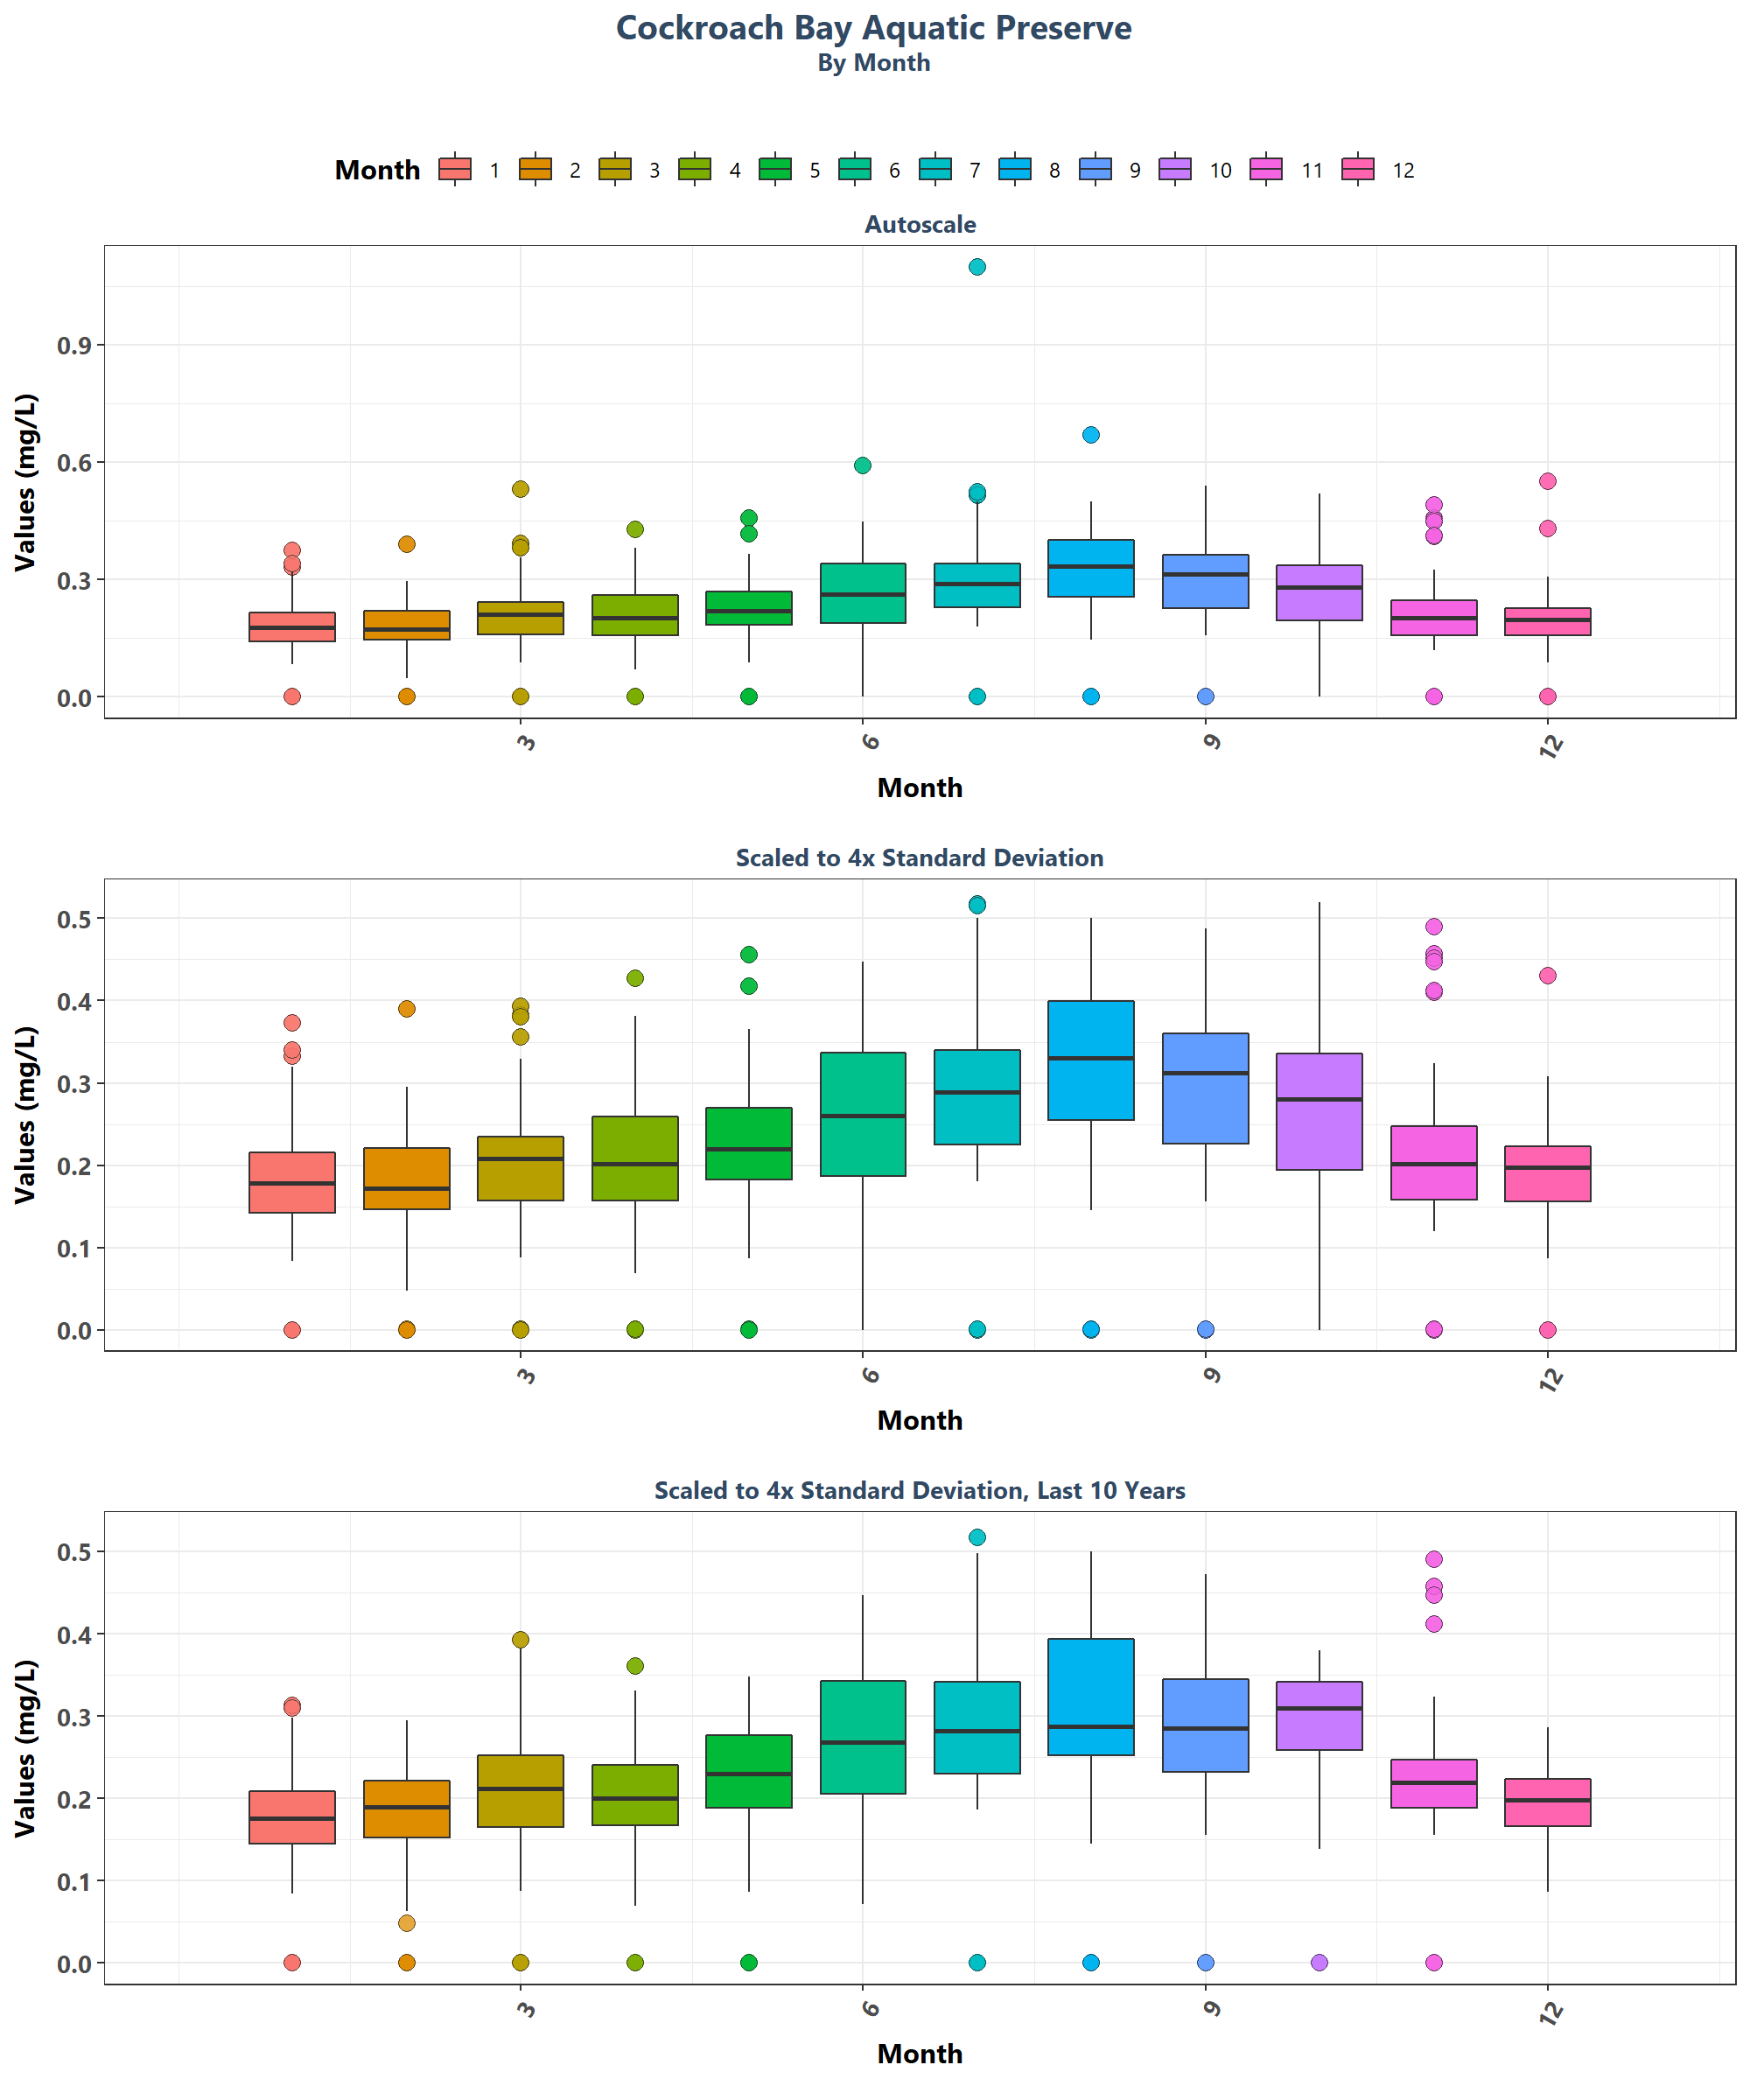 Cockroach Bay Aquatic Preserve
By Month
Month 1 2 3 4 5 6 7 8 9 10 11 12
Autoscale
Values (mg/L)
0.9
0.6
0.3
0.0
3 6 9 12
Month
Scaled to 4x Standard Deviation
Values (mg/L)
0.5
0.4
0.3
0.2
0.1
0.0
3 6 9 12
Month
Scaled to 4x Standard Deviation, Last 10 Years
Values (mg/L)
0.5
0.4
0.3
0.2
0.1
0.0
3 6 9 12
Month